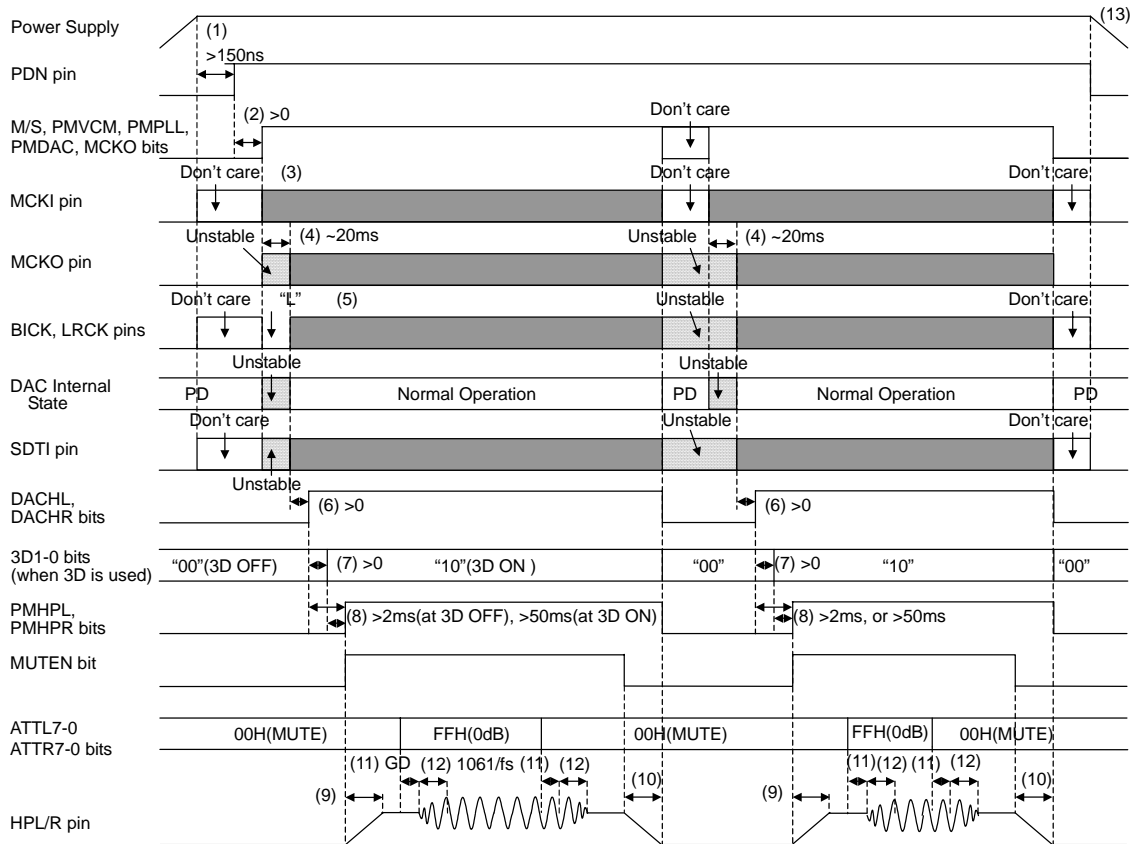 Power Supply
(1)
(13)
>150ns
PDN pin
(2) >0
Don't care
M/S, PMVCM, PMPLL,
PMDAC, MCKO bits
Don't care
(3)
Don't care
Don't care
MCKI pin
Unstable
(4) ~20ms
Unstable
(4) ~20ms
MCKO pin
Don't care
“L”
(5)
Unstable
Don't care
BICK, LRCK pins
Unstable
Unstable
DAC Internal
State
PD
Normal Operation
PD
Normal Operation
PD
Don't care
Unstable
Don't care
SDTI pin
Unstable
DACHL,
DACHR bits
(6) >0
(6) >0
3D1-0 bits
(when 3D is used)
“00”(3D OFF)
(7) >0
“10”(3D ON )
“00”
(7) >0
“10”
“00”
PMHPL,
PMHPR bits
(8) >2ms(at 3D OFF), >50ms(at 3D ON)
(8) >2ms, or >50ms
MUTEN bit
ATTL7-0
ATTR7-0 bits
00H(MUTE)
FFH(0dB)
00H(MUTE)
FFH(0dB)
00H(MUTE)
(11) GD
(12)
1061/fs
(11)
(12)
(11)
(12)
(11)
(12)
(9)
(10)
(9)
(10)
HPL/R pin